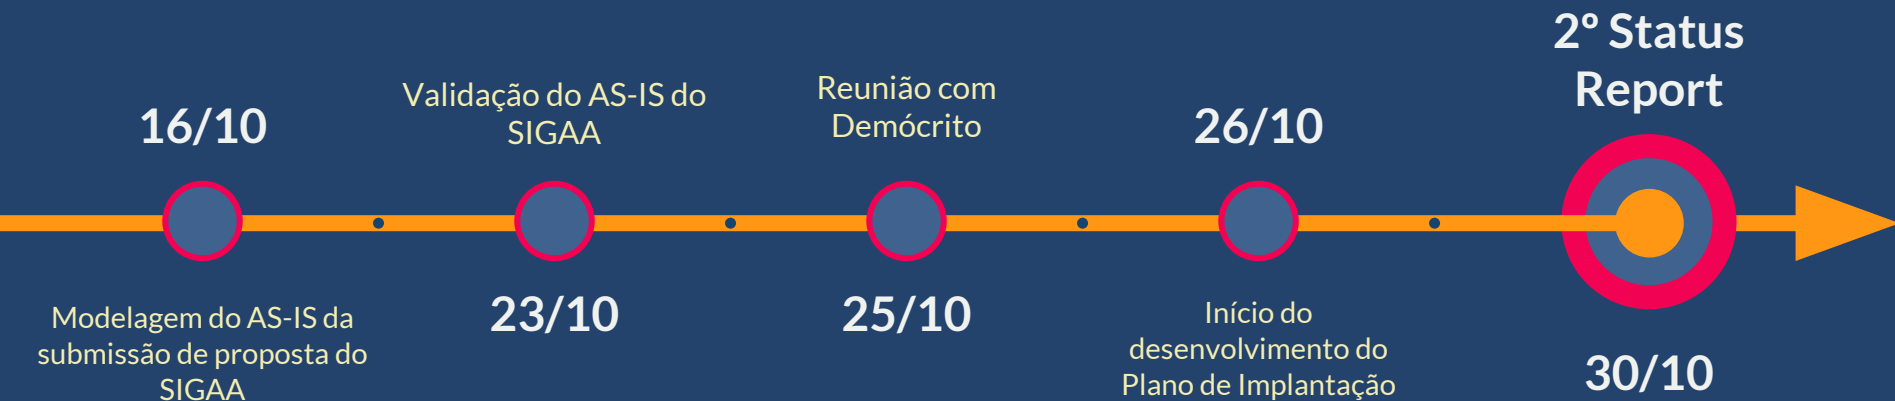 16/10
Modelagem do AS-IS da
submissão de proposta do
SIGAA
Validação do AS-IS do
SIGAA
23/10
Reunião com
Demócrito
25/10
26/10
Início do
desenvolvimento do
Plano de Implantação
2º Status
Report
30/10